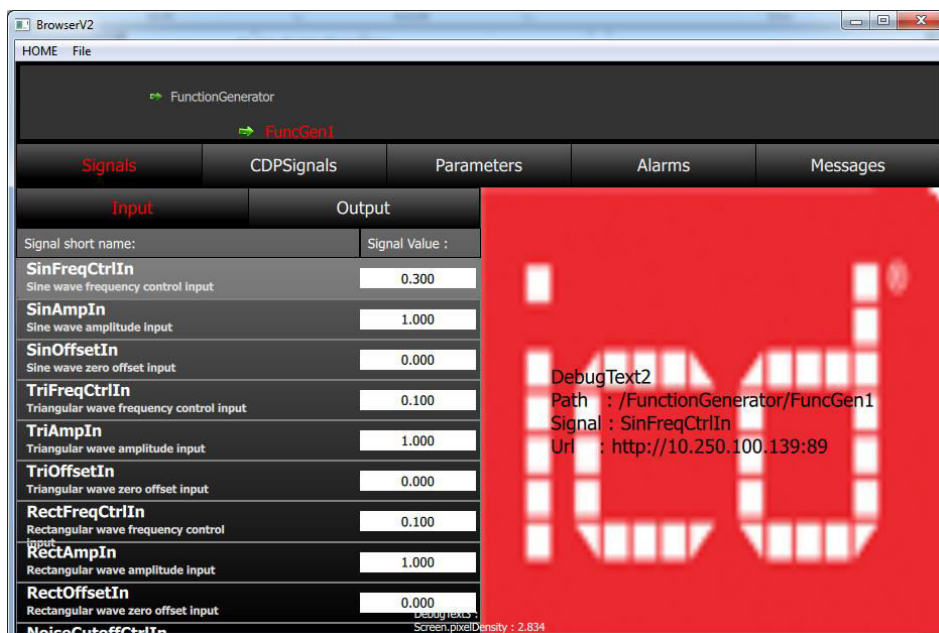 BrowserV2
HOME File
FunctionGenerator
FuncGen1
Signals CDPSignals Parameters Alarms Messages
Input Output
Signal short name: Signal Value :
SinFreqCtrlIn
Sine wave frequency control input
0.300
SinAmpIn
Sine wave amplitude input
1.000
SinOffsetIn
Sine wave zero offset input
0.000
TriFreqCtrlIn
Triangular wave frequency control input
0.100
TriAmpIn
Triangular wave amplitude input
1.000
TriOffsetIn
Triangular wave zero offset input
0.000
RectFreqCtrlIn
Rectangular wave frequency control
input
0.100
RectAmpIn
Rectangular wave amplitude input
1.000
RectOffsetIn
Rectangular wave zero offset input
0.000
NoiseCutoffCtrlIn
icd®
DebugText2
Path : /FunctionGenerator/FuncGen1
Signal : SinFreqCtrlIn
Url : http://10.250.100.139:89
DebugText3 :
Screen.pixelDensity : 2.834